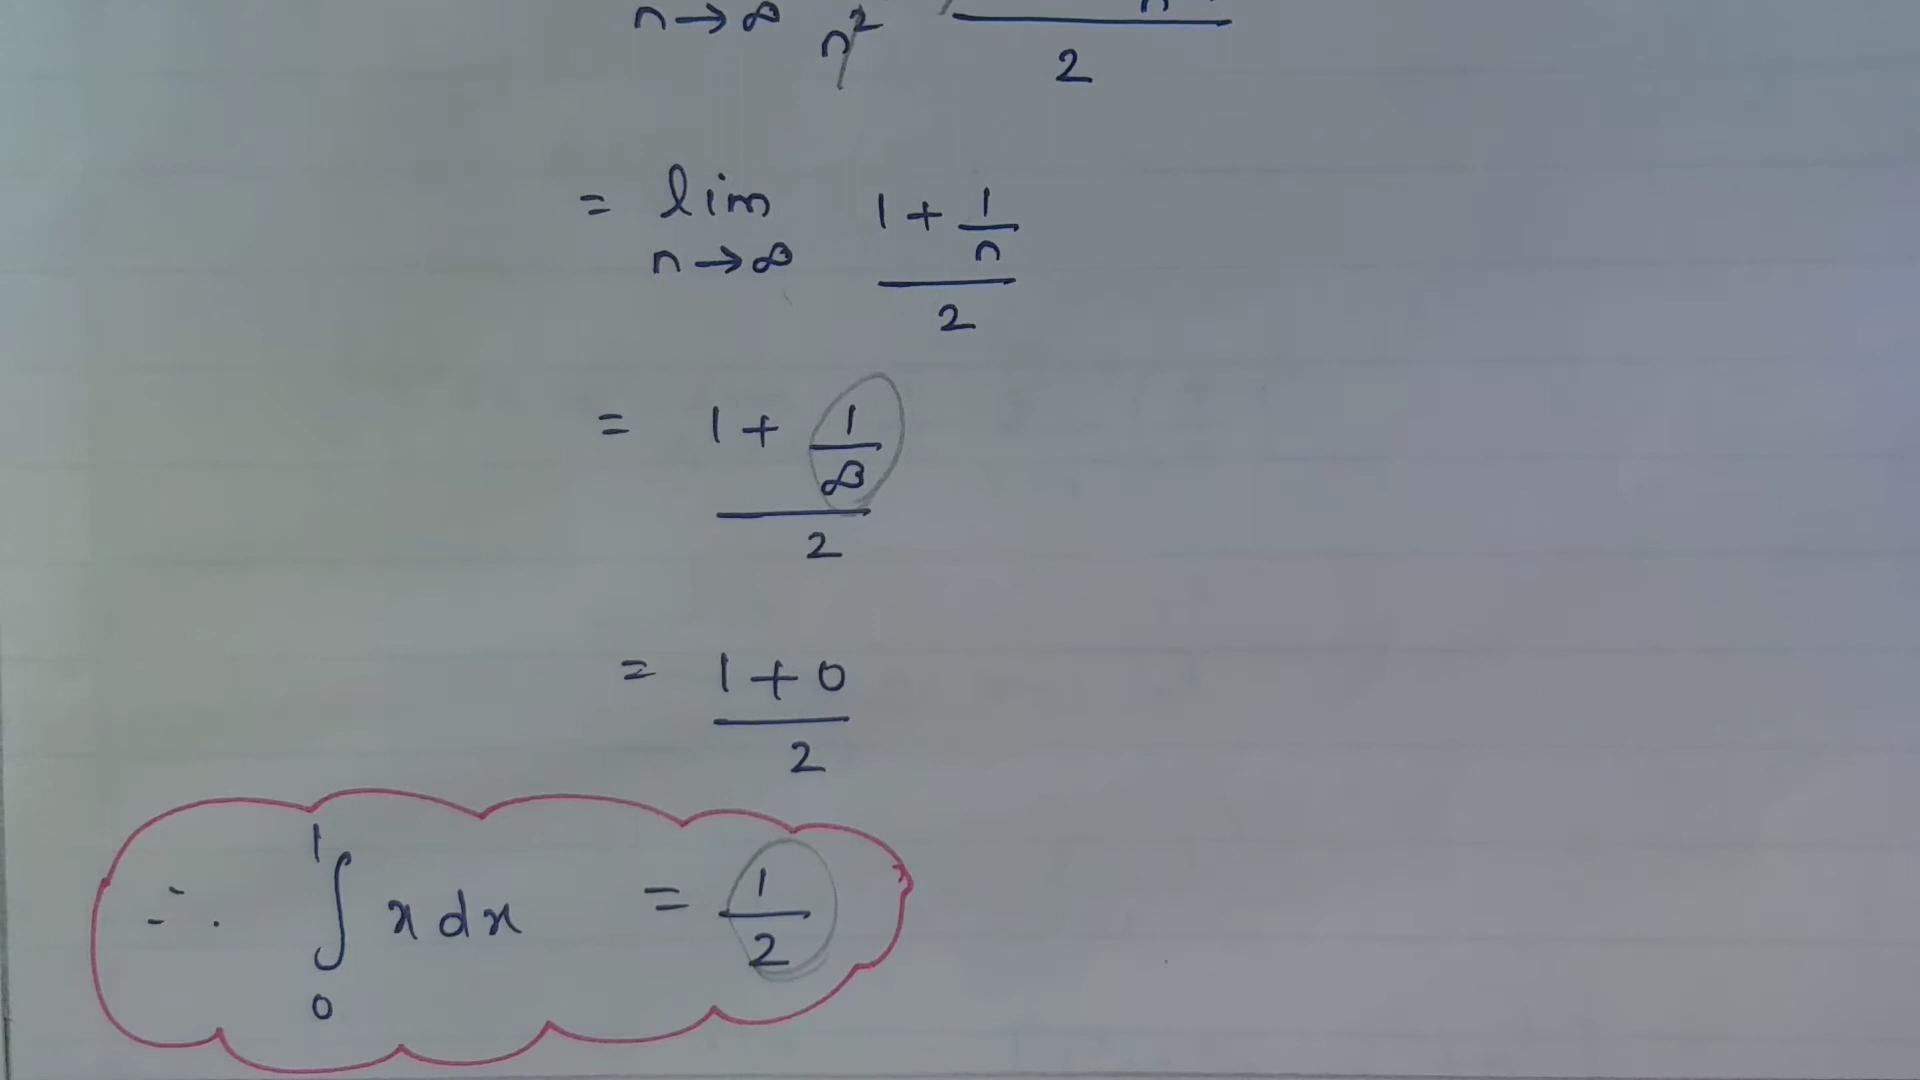 n→∞ n² 2
= lim n→∞ (1 + 1/n)/2
= (1 + 1/∞)/2
= (1 + 0)/2
∴ ∫₀¹ x dx = 1/2